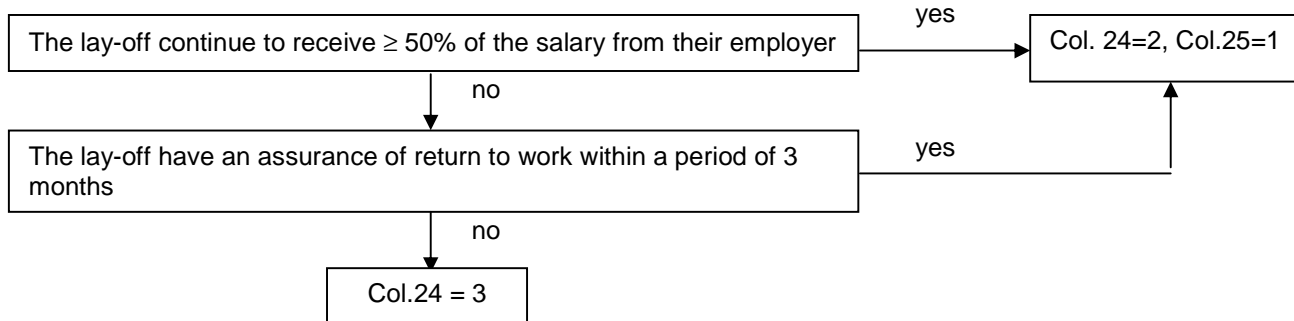 yes
The lay-off continue to receive ≥ 50% of the salary from their employer
Col. 24=2, Col.25=1
no
The lay-off have an assurance of return to work within a period of 3
months
yes
no
Col.24 = 3